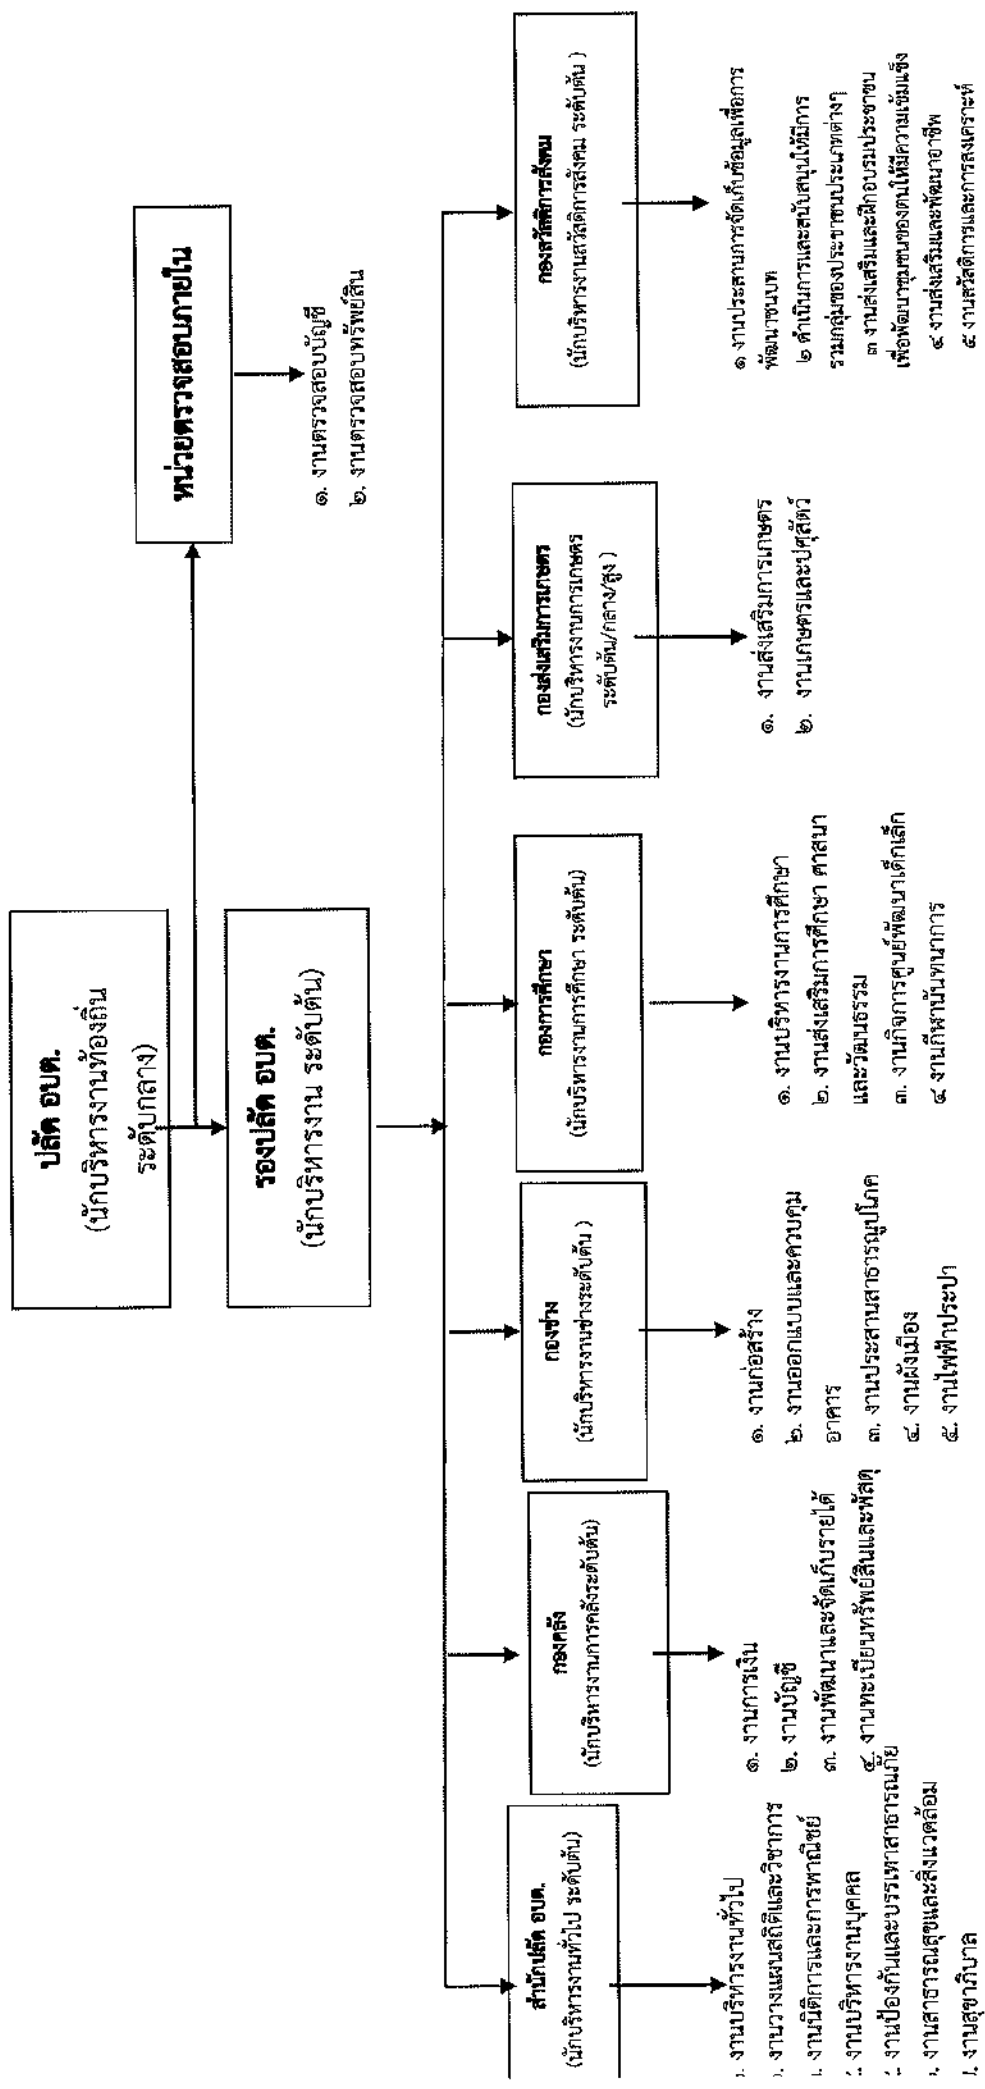 ปลัด อบต.
(นักบริหารงานท้องถิ่น
ระดับกลาง)
หน่วยตรวจสอบภายใน
๑. งานตรวจสอบบัญชี
๒. งานตรวจสอบทรัพย์สิน
รองปลัด อบต.
(นักบริหารงาน ระดับต้น)
สำนักปลัด อบต.
(นักบริหารงานทั่วไป ระดับต้น)
งานบริหารงานทั่วไป
งานวางแผนสถิติและวิชาการ
งานนิติการและการพาณิชย์
งานบริหารงานบุคคล
งานป้องกันและบรรเทาสาธารณภัย
งานสาธารณสุขและสิ่งแวดล้อม
งานสุขาภิบาล
กองคลัง
(นักบริหารงานการคลังระดับต้น)
๑. งานการเงิน
๒. งานบัญชี
๓. งานพัฒนาและจัดเก็บรายได้
๔. งานทะเบียนทรัพย์สินและพัสดุ
กองช่าง
(นักบริหารงานช่างระดับต้น )
๑. งานก่อสร้าง
๒. งานออกแบบและควบคุม
อาคาร
๓. งานประสานสาธารณูปโภค
๔. งานผังเมือง
๕. งานไฟฟ้าประปา
กองการศึกษา
(นักบริหารงานการศึกษา ระดับต้น)
๑. งานบริหารงานการศึกษา
๒. งานส่งเสริมการศึกษา ศาสนา
และวัฒนธรรม
๓. งานกิจการศูนย์พัฒนาเด็กเล็ก
๔ งานกีฬานันทนาการ
กองส่งเสริมการเกษตร
(นักบริหารงานการเกษตร
ระดับต้น/กลาง/สูง )
๑. งานส่งเสริมการเกษตร
๒. งานเกษตรและปศุสัตว์
กองสวัสดิการสังคม
(นักบริหารงานสวัสดิการสังคม ระดับต้น )
๑ งานประสานการจัดเก็บข้อมูลเพื่อการ
พัฒนาชนบท
๒ ดำเนินการและสนับสนุนให้มีการ
รวมกลุ่มของประชาชนประเภทต่างๆ
๓ งานส่งเสริมและฝึกอบรมประชาชน
เพื่อพัฒนาชุมชนของตนให้มีความเข้มแข็ง
๔ งานส่งเสริมและพัฒนาอาชีพ
๕ งานสวัสดิการและการสงเคราะห์